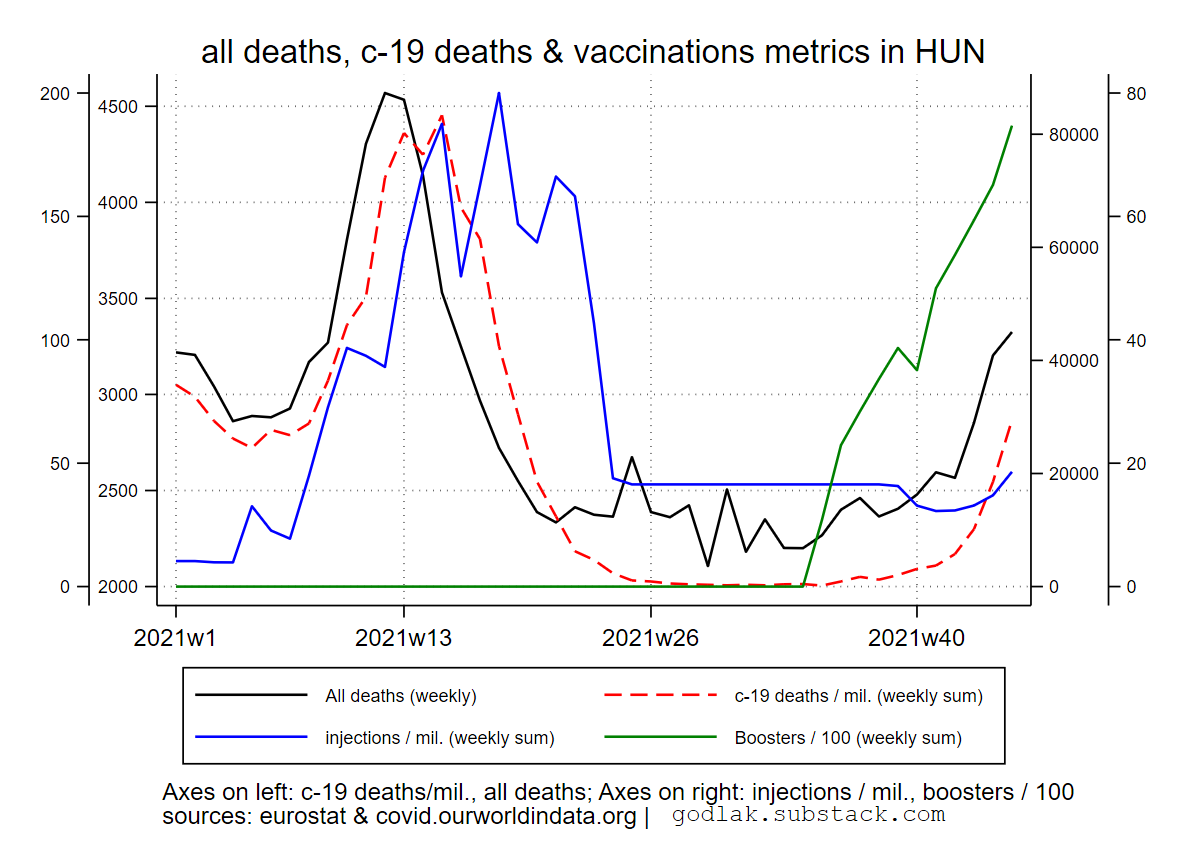 all deaths, c-19 deaths & vaccinations metrics in HUN
200 4500 80
80000
4000
150 60
60000
3500
100 40
40000
3000
50 20
20000
2500
0 2000 0 0
2021w1 2021w13 2021w26 2021w40
All deaths (weekly) c-19 deaths / mil. (weekly sum)
injections / mil. (weekly sum) Boosters / 100 (weekly sum)
Axes on left: c-19 deaths/mil., all deaths; Axes on right: injections / mil., boosters / 100
sources: eurostat & covid.ourworldindata.org | godlak.substack.com